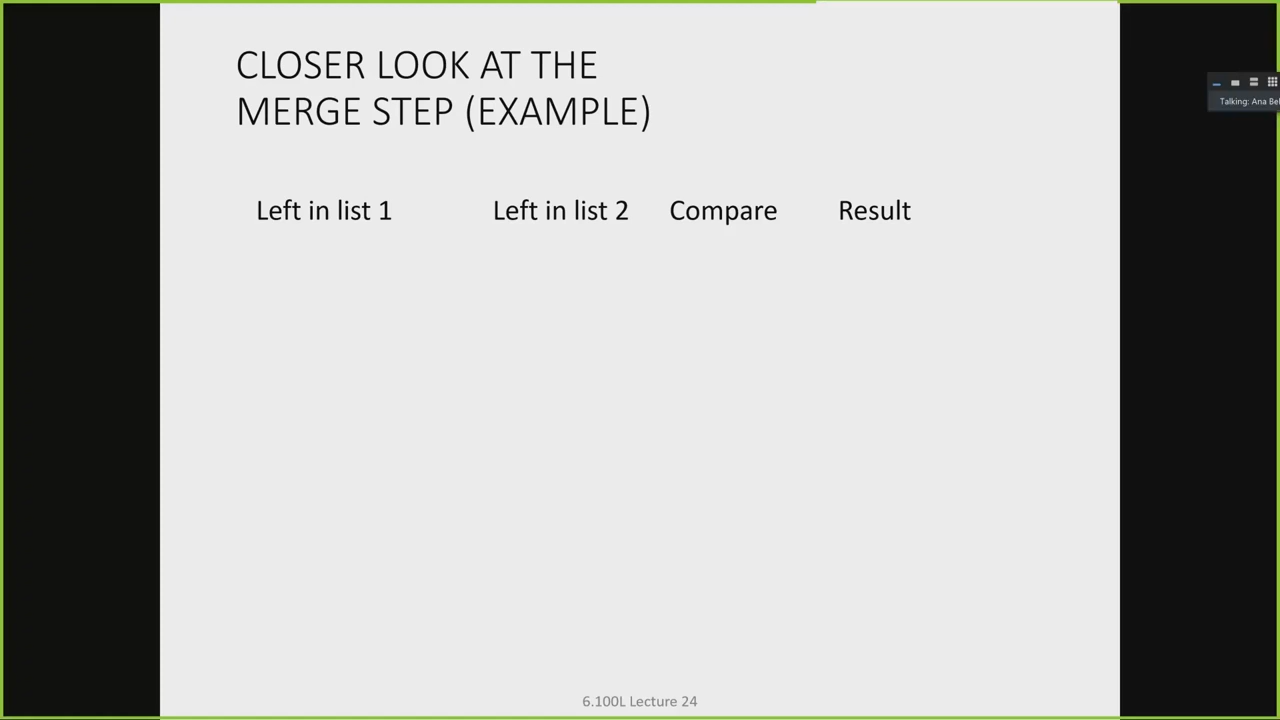 CLOSER LOOK AT THE
MERGE STEP (EXAMPLE)
Talking: Ana Bel
Left in list 1 Left in list 2 Compare Result
6.100L Lecture 24